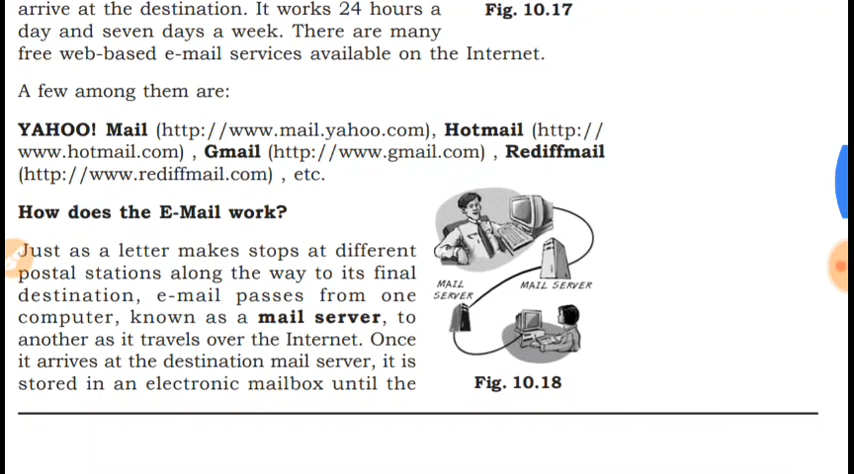 arrive at the destination. It works 24 hours a
Fig. 10.17
day and seven days a week. There are many
free web-based e-mail services available on the Internet.
A few among them are:
YAHOO! Mail (http://www.mail.yahoo.com), Hotmail (http://
www.hotmail.com) , Gmail (http://www.gmail.com) , Rediffmail
(http://www.rediffmail.com) , etc.
How does the E-Mail work?
Just as a letter makes stops at different
postal stations along the way to its final
destination, e-mail passes from one
computer, known as a mail server, to
another as it travels over the Internet. Once
it arrives at the destination mail server, it is
stored in an electronic mailbox until the
MAIL
SERVER
MAIL SERVER
Fig. 10.18